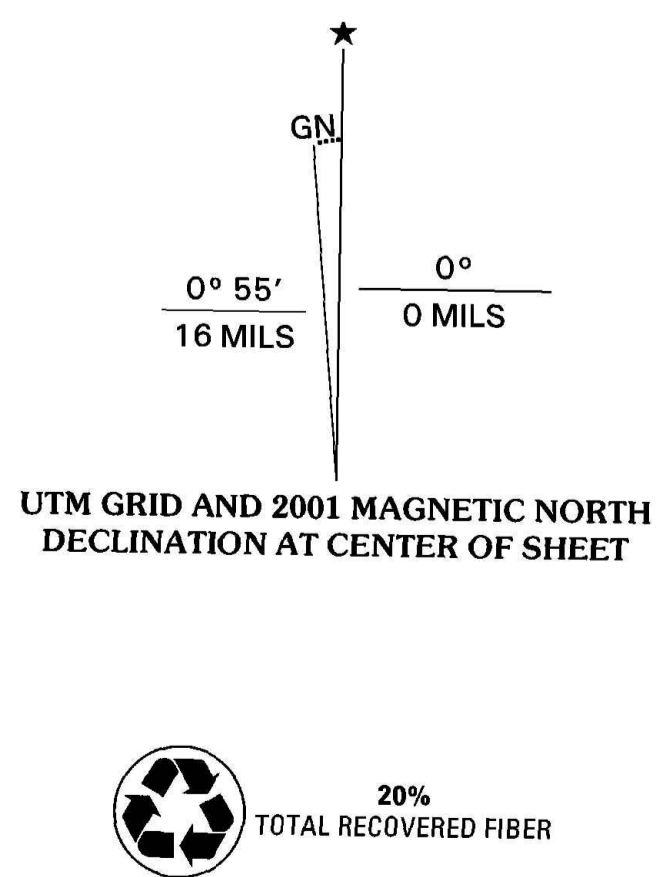 ★
GN
0° 55′
16 MILS
0°
0 MILS
UTM GRID AND 2001 MAGNETIC NORTH
DECLINATION AT CENTER OF SHEET
20%
TOTAL RECOVERED FIBER